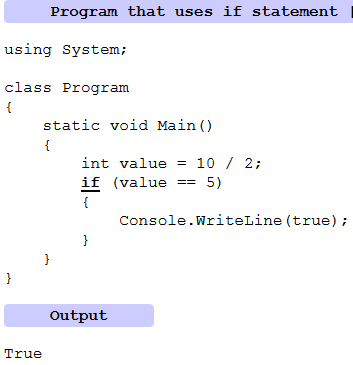 Program that uses if statement |
using System;
class Program
{
    static void Main()
    {
        int value = 10 / 2;
        if (value == 5)
        {
            Console.WriteLine(true);
        }
    }
}
Output
True